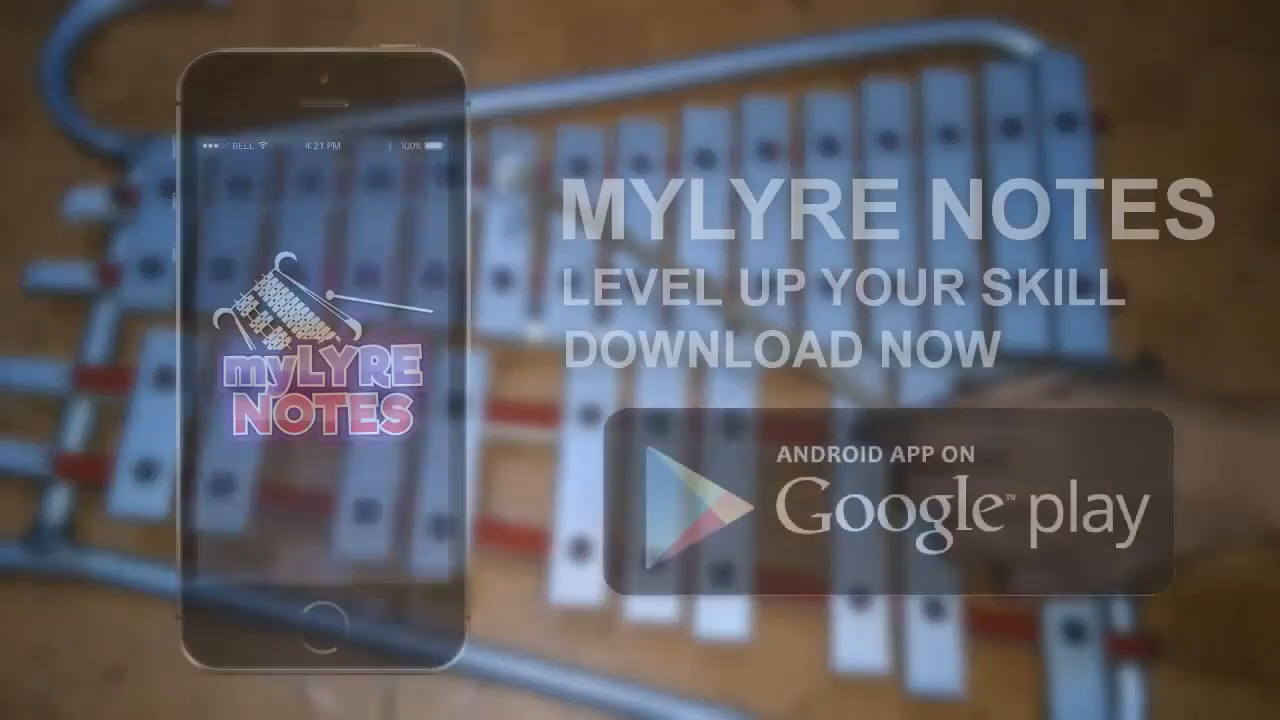 BELL 4:21 PM 100%
myLYRE
NOTES
MYLYRE NOTES
LEVEL UP YOUR SKILL
DOWNLOAD NOW
ANDROID APP ON
Google™ play